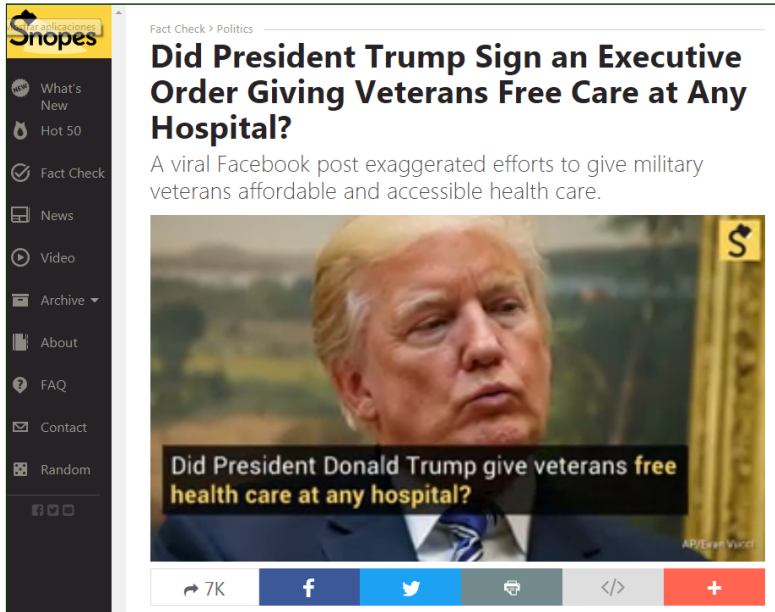 Mostrar aplicaciones
Snopes
NEW
What's
New
Hot 50
Fact Check
News
Video
Archive
About
FAQ
Contact
Random
Fact Check > Politics
Did President Trump Sign an Executive
Order Giving Veterans Free Care at Any
Hospital?
A viral Facebook post exaggerated efforts to give military
veterans affordable and accessible health care.
S
Did President Donald Trump give veterans free
health care at any hospital?
AP/Evan Vucci
7K
f
</>
+